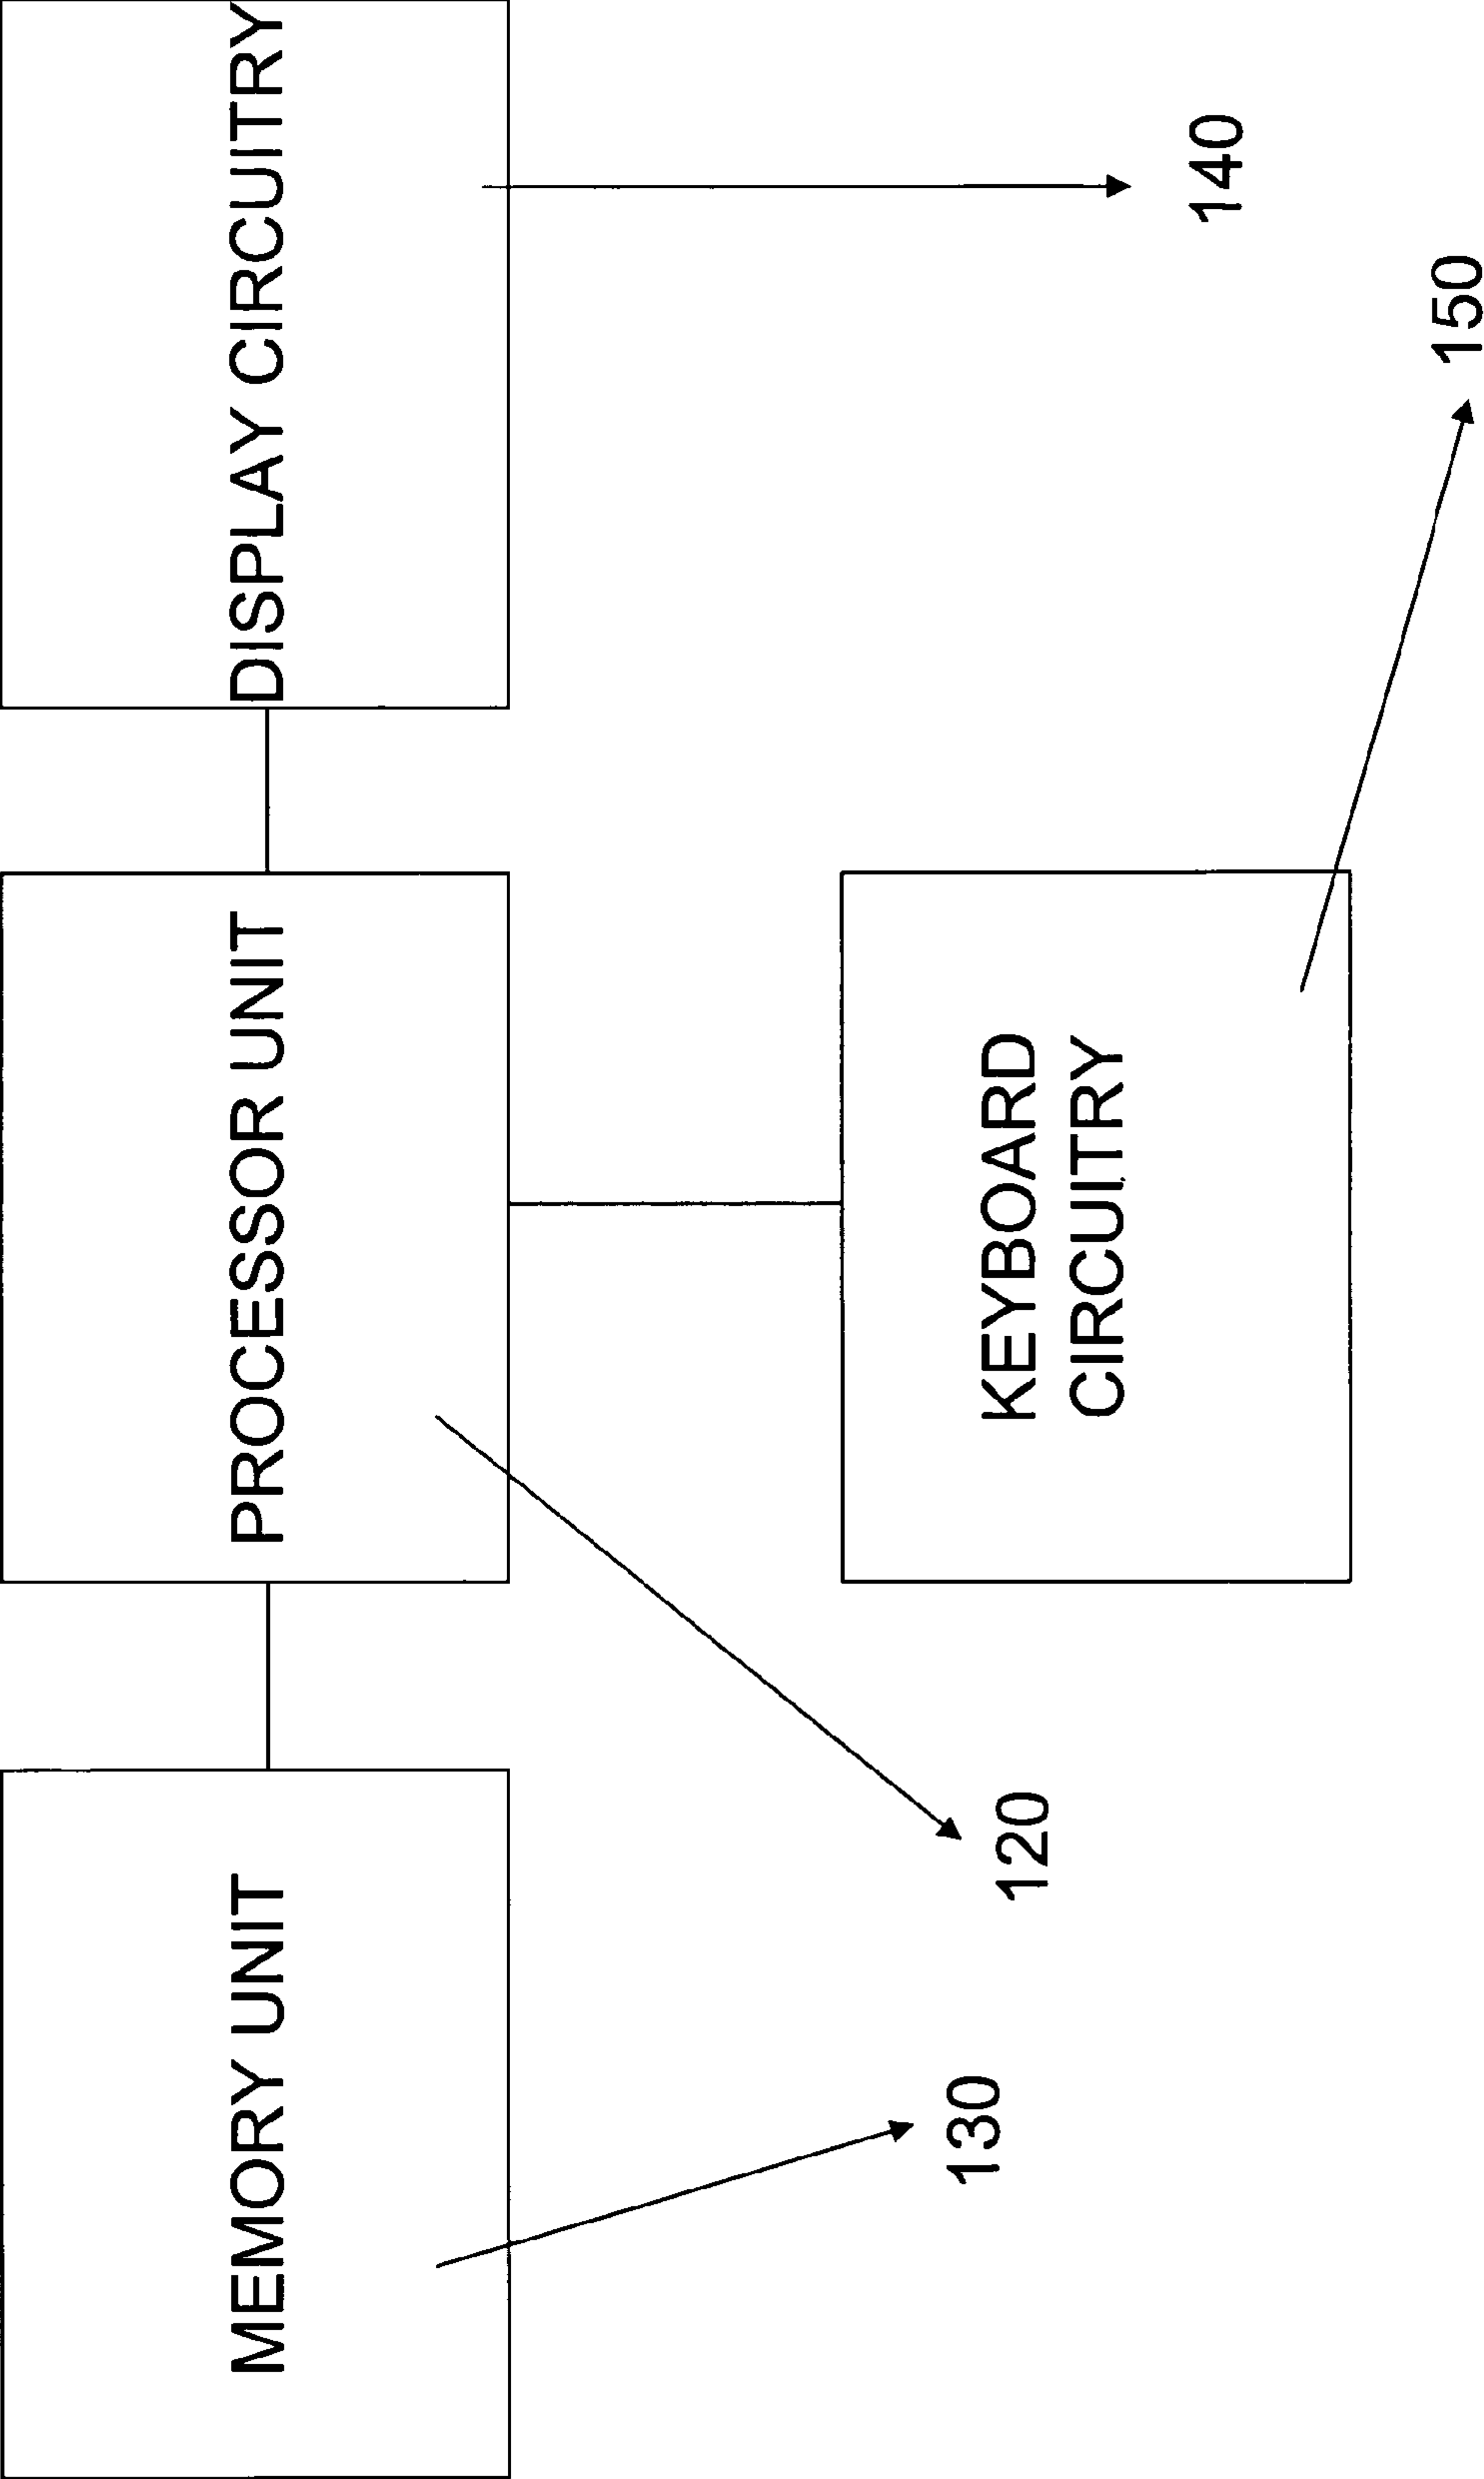 MEMORY UNIT
PROCESSOR UNIT
DISPLAY CIRCUITRY
KEYBOARD
CIRCUITRY
130
120
140
150